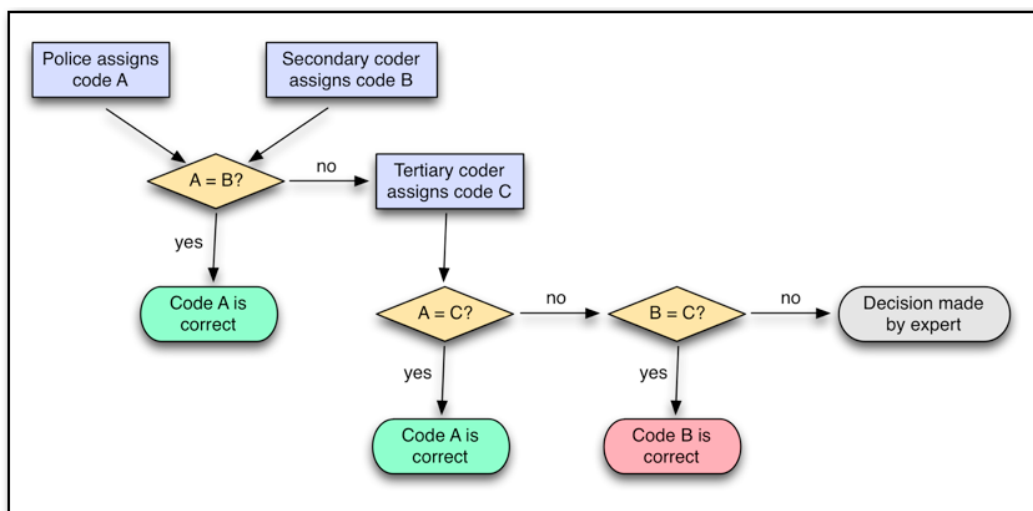 Police assigns
code A
Secondary coder
assigns code B
A = B?
no
Tertiary coder
assigns code C
yes
Code A is
correct
A = C?
no
B = C?
no
Decision made
by expert
yes
yes
Code A is
correct
Code B is
correct